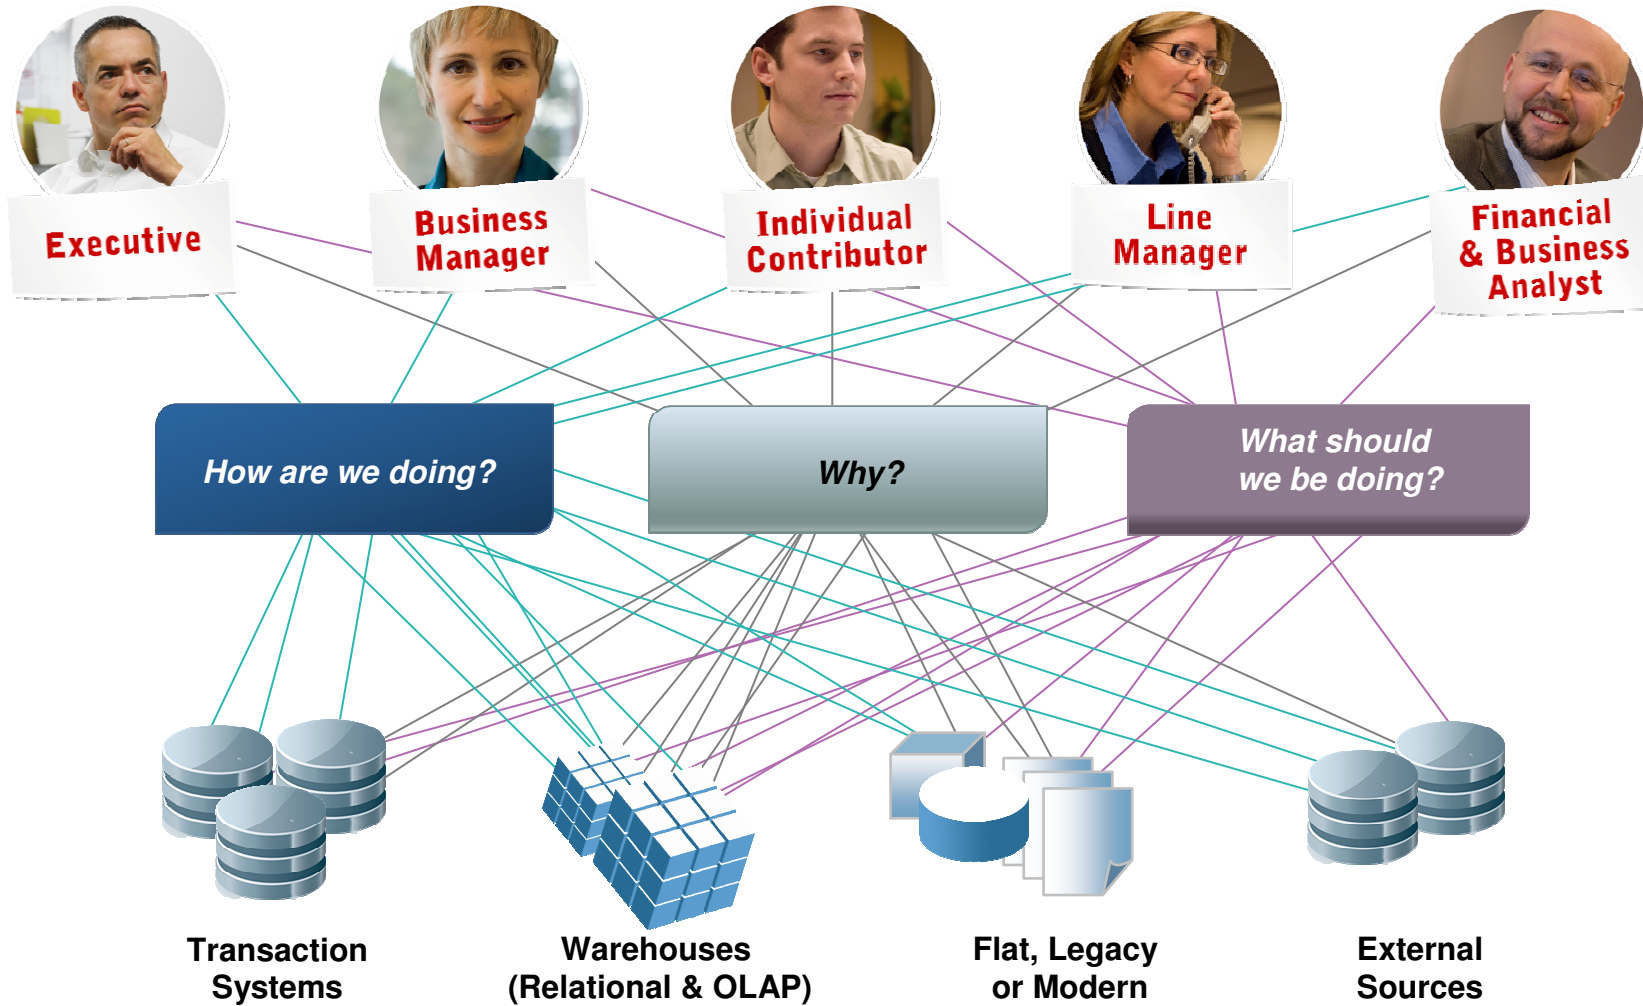 Executive
Business
Manager
Individual
Contributor
Line
Manager
Financial
& Business
Analyst
How are we doing?
Why?
What should
we be doing?
Transaction
Systems
Warehouses
(Relational & OLAP)
Flat, Legacy
or Modern
External
Sources